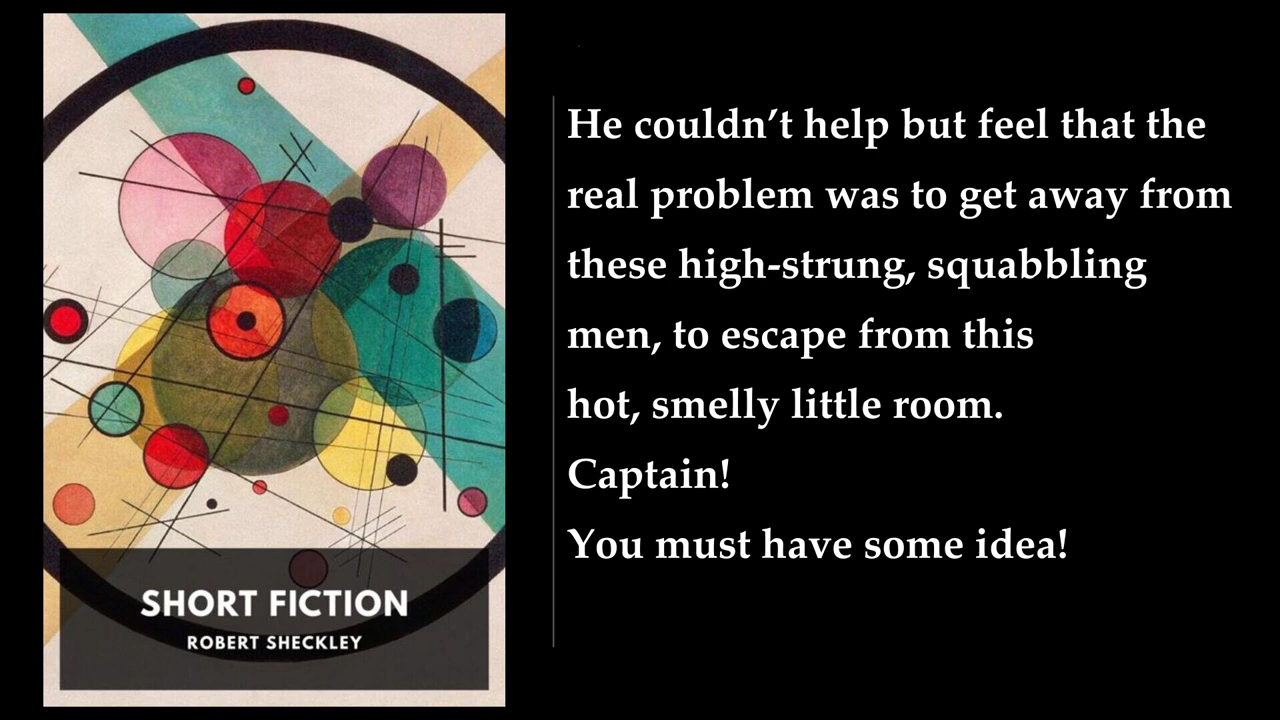 SHORT FICTION
ROBERT SHECKLEY
He couldn’t help but feel that the
real problem was to get away from
these high-strung, squabbling
men, to escape from this
hot, smelly little room.
Captain!
You must have some idea!